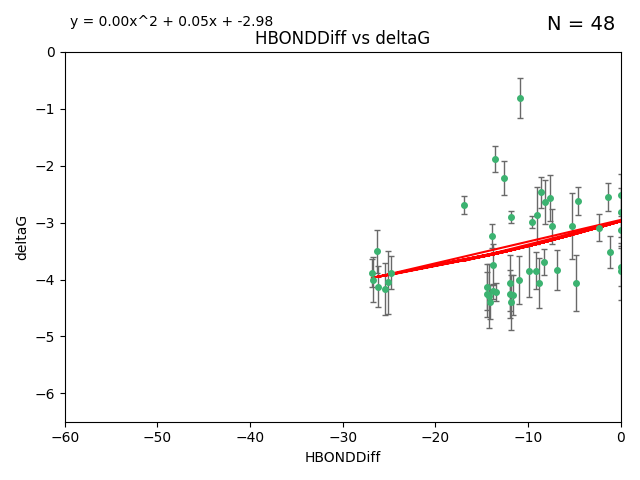 y = 0.00x^2 + 0.05x + -2.98
N = 48
HBONDDiff vs deltaG
0
−1
−2
−3
−4
−5
−6
deltaG
−60
−50
−40
−30
−20
−10
0
HBONDDiff